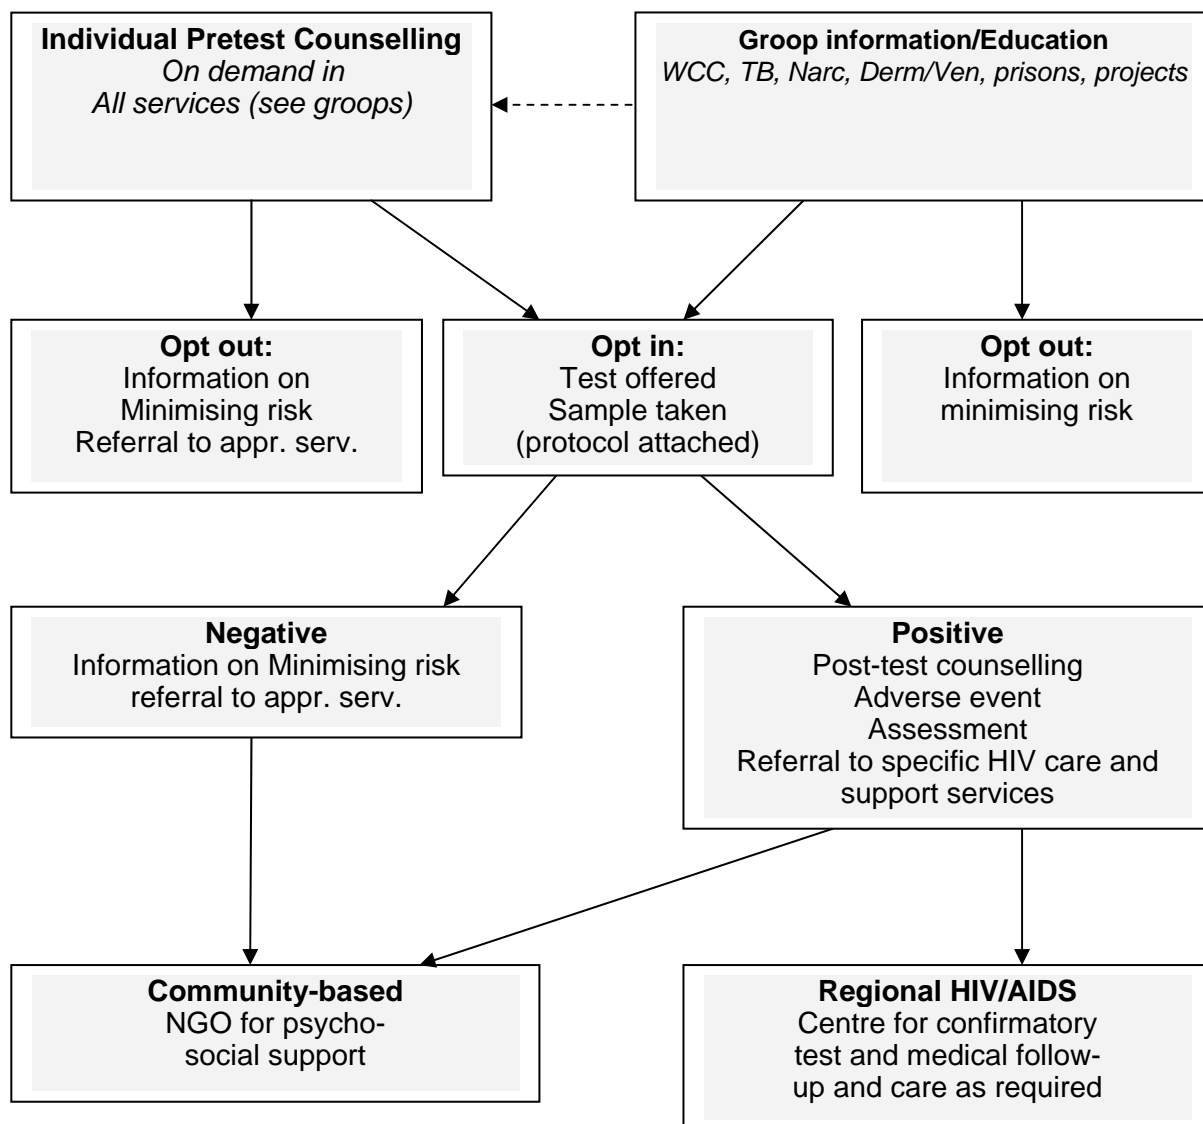 Individual Pretest Counselling
On demand in
All services (see groops)
Groop information/Education
WCC, TB, Narc, Derm/Ven, prisons, projects
Opt out:
Information on
Minimising risk
Referral to appr. serv.
Opt in:
Test offered
Sample taken
(protocol attached)
Opt out:
Information on
minimising risk
Negative
Information on Minimising risk
referral to appr. serv.
Positive
Post-test counselling
Adverse event
Assessment
Referral to specific HIV care and
support services
Community-based
NGO for psycho-
social support
Regional HIV/AIDS
Centre for confirmatory
test and medical follow-
up and care as required